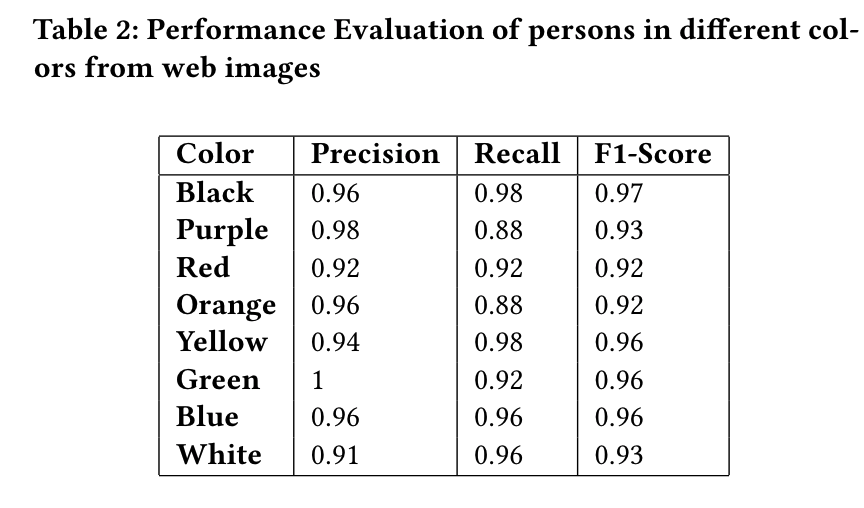 Table 2: Performance Evaluation of persons in different col-
ors from web images
Color Precision Recall F1-Score
Black 0.96 0.98 0.97
Purple 0.98 0.88 0.93
Red 0.92 0.92 0.92
Orange 0.96 0.88 0.92
Yellow 0.94 0.98 0.96
Green 1 0.92 0.96
Blue 0.96 0.96 0.96
White 0.91 0.96 0.93